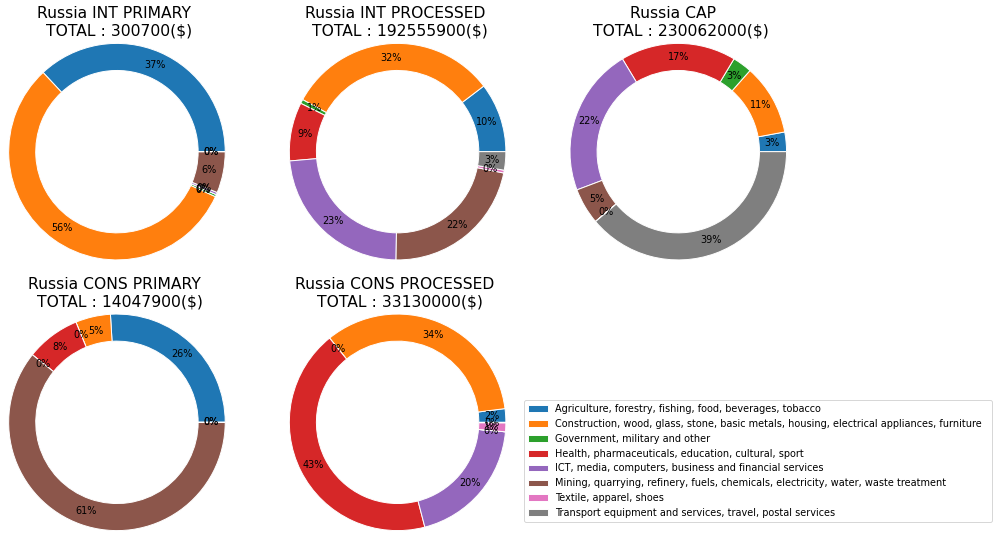 Russia INT PRIMARY
TOTAL : 300700($)
37%
0%
6%
0%
0%
56%
Russia INT PROCESSED
TOTAL : 192555900($)
32%
10%
1%
9%
3%
0%
23%
22%
Russia CAP
TOTAL : 230062000($)
17%
3%
11%
22%
3%
5%
0%
39%
Russia CONS PRIMARY
TOTAL : 14047900($)
0%
5%
8%
26%
0%
0%
61%
Russia CONS PROCESSED
TOTAL : 33130000($)
34%
0%
2%
0%
43%
20%
Agriculture, forestry, fishing, food, beverages, tobacco
Construction, wood, glass, stone, basic metals, housing, electrical appliances, furniture
Government, military and other
Health, pharmaceuticals, education, cultural, sport
ICT, media, computers, business and financial services
Mining, quarrying, refinery, fuels, chemicals, electricity, water, waste treatment
Textile, apparel, shoes
Transport equipment and services, travel, postal services